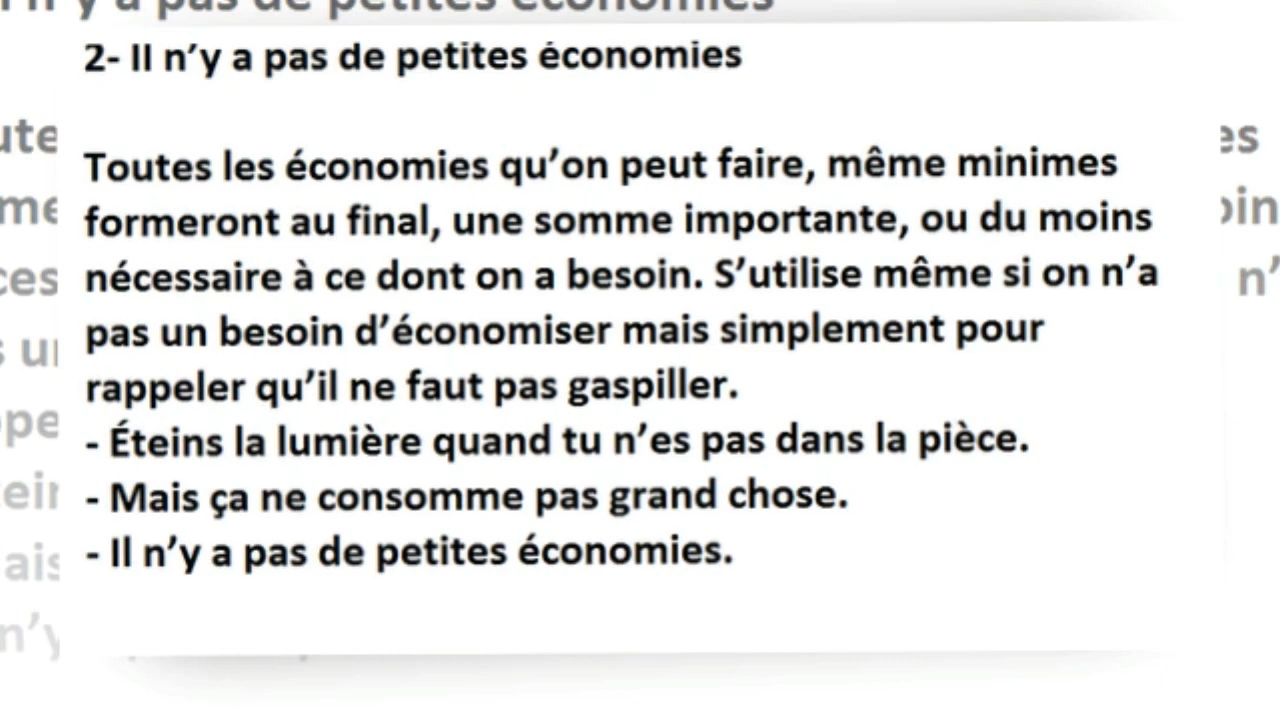 2- Il n’y a pas de petites économies
Toutes les économies qu’on peut faire, même minimes
formeront au final, une somme importante, ou du moins
nécessaire à ce dont on a besoin. S’utilise même si on n’a
pas un besoin d’économiser mais simplement pour
rappeler qu’il ne faut pas gaspiller.
- Éteins la lumière quand tu n’es pas dans la pièce.
- Mais ça ne consomme pas grand chose.
- Il n’y a pas de petites économies.